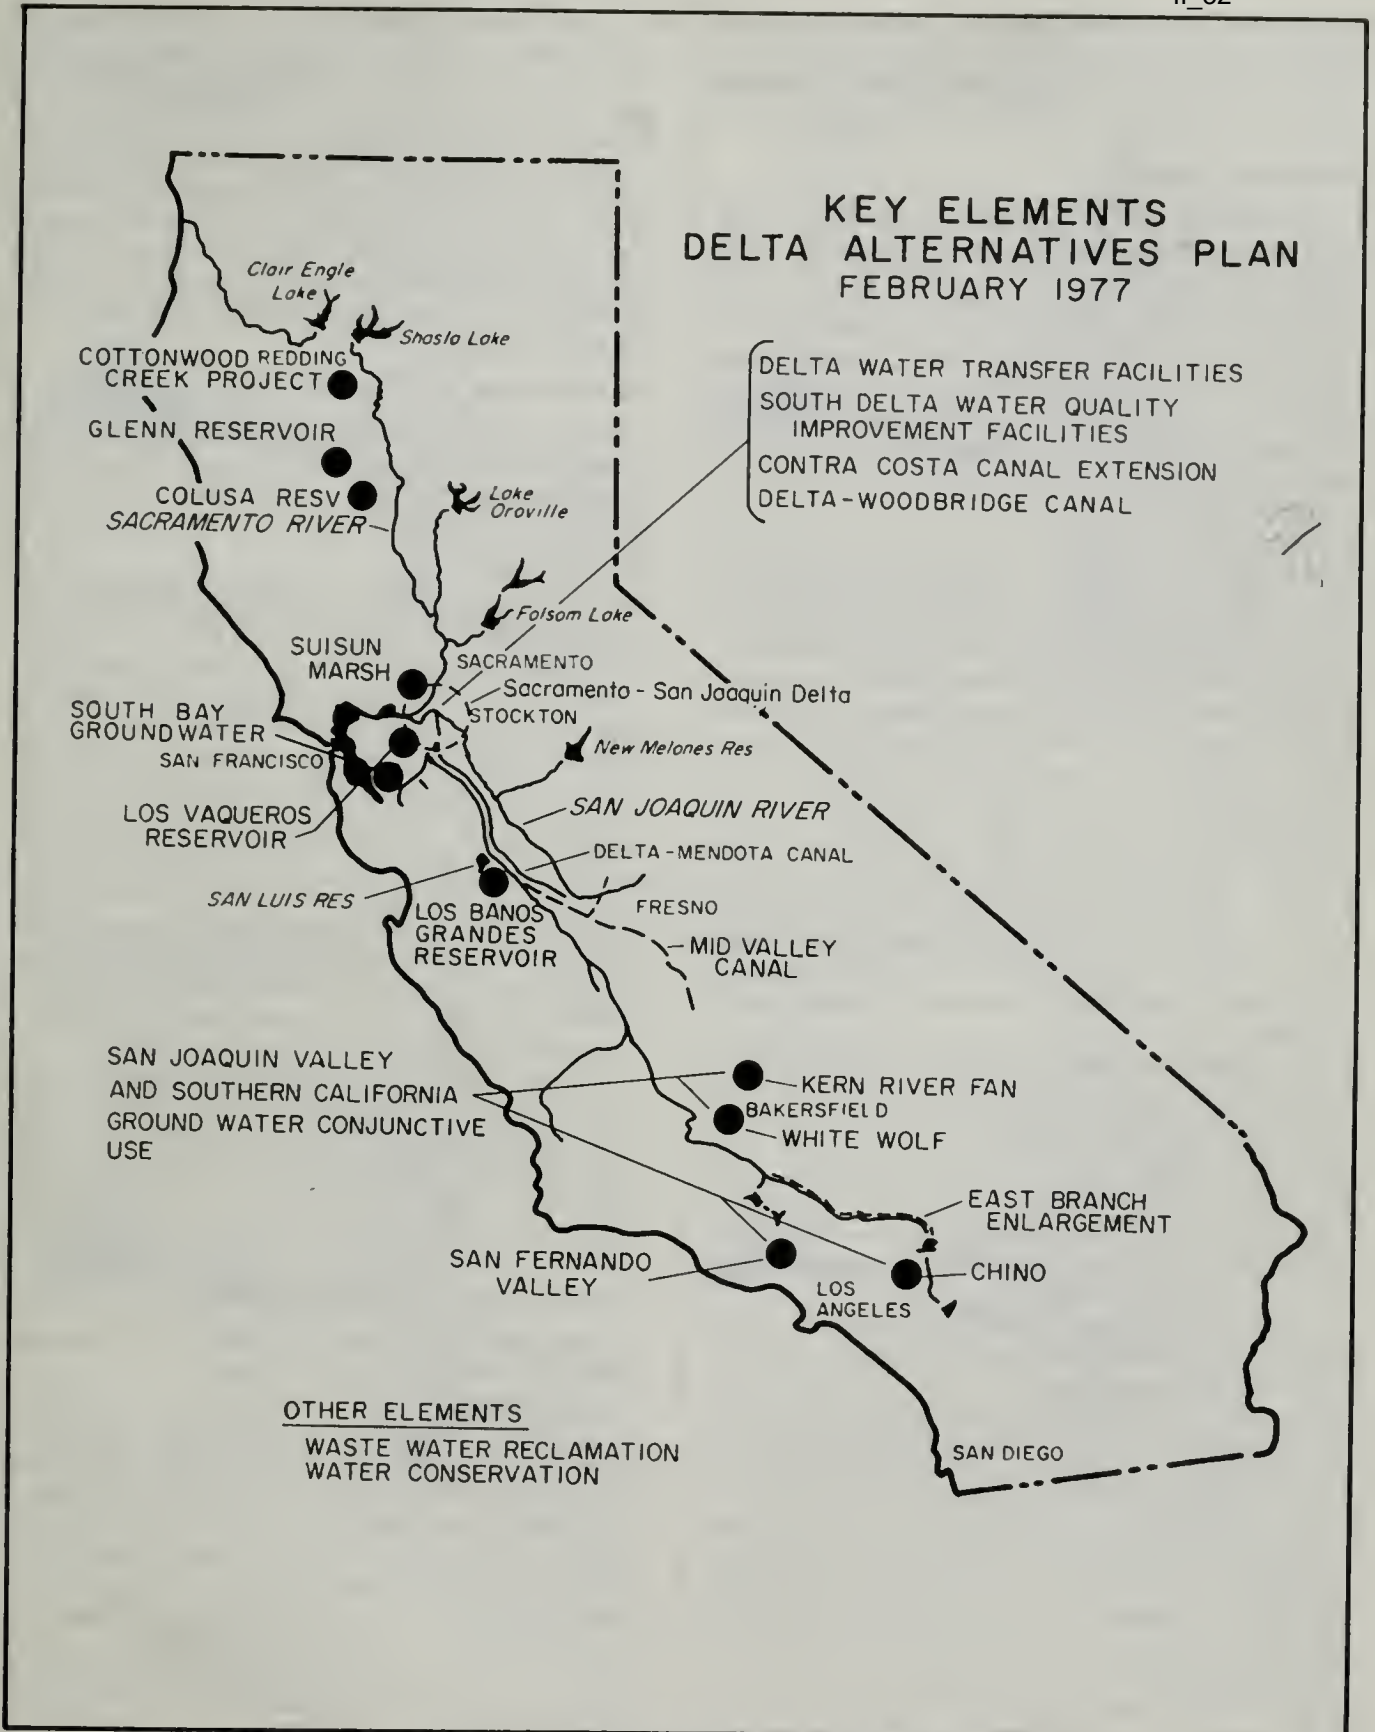 KEY ELEMENTS
DELTA ALTERNATIVES PLAN
FEBRUARY 1977
Clair Engle
Lake
Shasta Lake
DELTA WATER TRANSFER FACILITIES
SOUTH DELTA WATER QUALITY
IMPROVEMENT FACILITIES
CONTRA COSTA CANAL EXTENSION
DELTA-WOODBRIDGE CANAL
COTTONWOOD
CREEK PROJECT
REDDING
GLENN RESERVOIR
COLUSA RESV
SACRAMENTO RIVER
Lake
Oroville
Folsom Lake
SUISUN
MARSH
SACRAMENTO
Sacramento - San Joaquin Delta
STOCKTON
SOUTH BAY
GROUNDWATER
SAN FRANCISCO
New Melones Res
LOS VAQUEROS
RESERVOIR
SAN JOAQUIN RIVER
DELTA-MENDOTA CANAL
SAN LUIS RES
LOS BANOS
GRANDES
RESERVOIR
FRESNO
MID VALLEY
CANAL
SAN JOAQUIN VALLEY
AND SOUTHERN CALIFORNIA
GROUND WATER CONJUNCTIVE
USE
KERN RIVER FAN
BAKERSFIELD
WHITE WOLF
EAST BRANCH
ENLARGEMENT
SAN FERNANDO
VALLEY
CHINO
LOS
ANGELES
OTHER ELEMENTS
WASTE WATER RECLAMATION
WATER CONSERVATION
SAN DIEGO